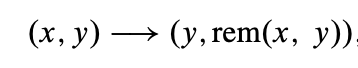 (x, y) ⟶ (y, rem(x, y)).